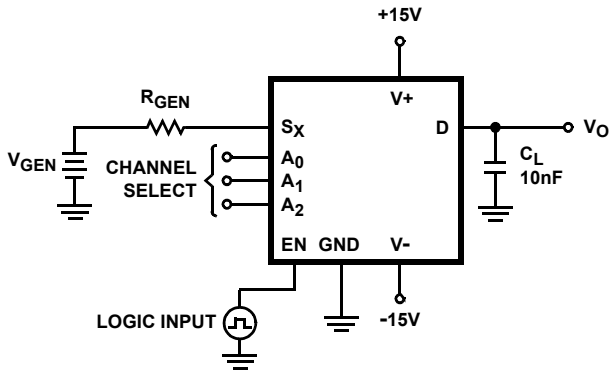 +15V
V+
RGEN
SX
D
VO
VGEN
CHANNEL
SELECT
A0
A1
A2
CL
10nF
EN GND V-
LOGIC INPUT
-15V